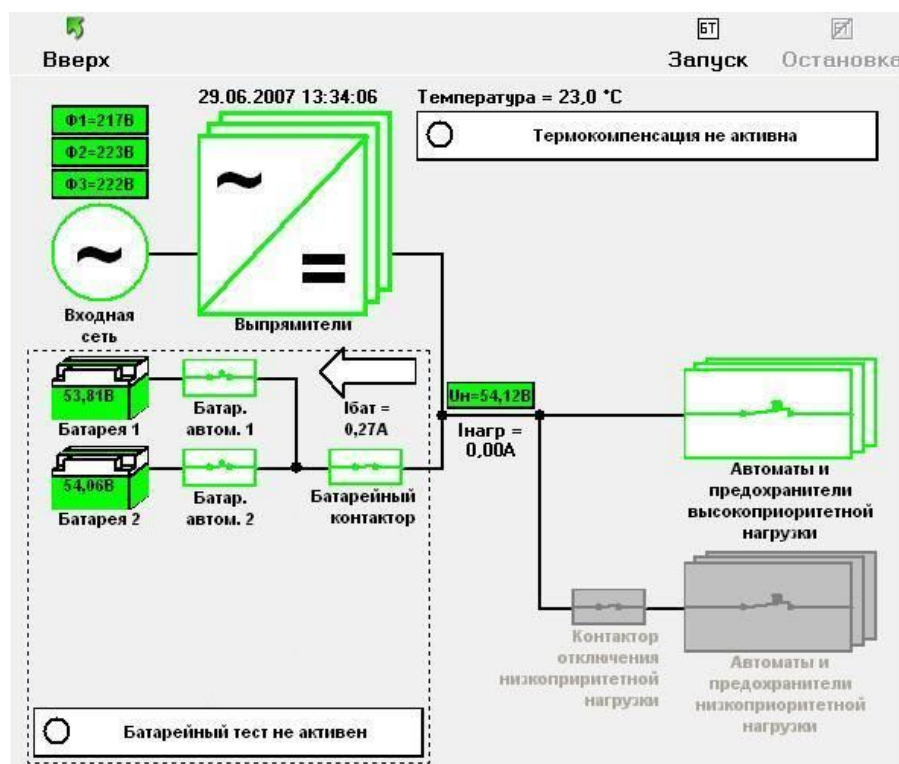 БТ
БТ
Вверх
Запуск
Остановка
29.06.2007 13:34:06
Температура = 23,0 °C
Ф1=217В
Ф2=223В
Ф3=222В
Термокомпенсация не активна
Входная
сеть
Выпрямители
53,81В
Батарея 1
Батар.
автом. 1
Iбат =
0,27А
Uн=54,12В
Iнагр =
0,00А
54,06В
Батарея 2
Батар.
автом. 2
Батарейный
контактор
Автоматы и
предохранители
высокоприоритетной
нагрузки
Контактор
отключения
низкоприритетной
нагрузки
Автоматы и
предохранители
низкоприоритетной
нагрузки
Батарейный тест не активен